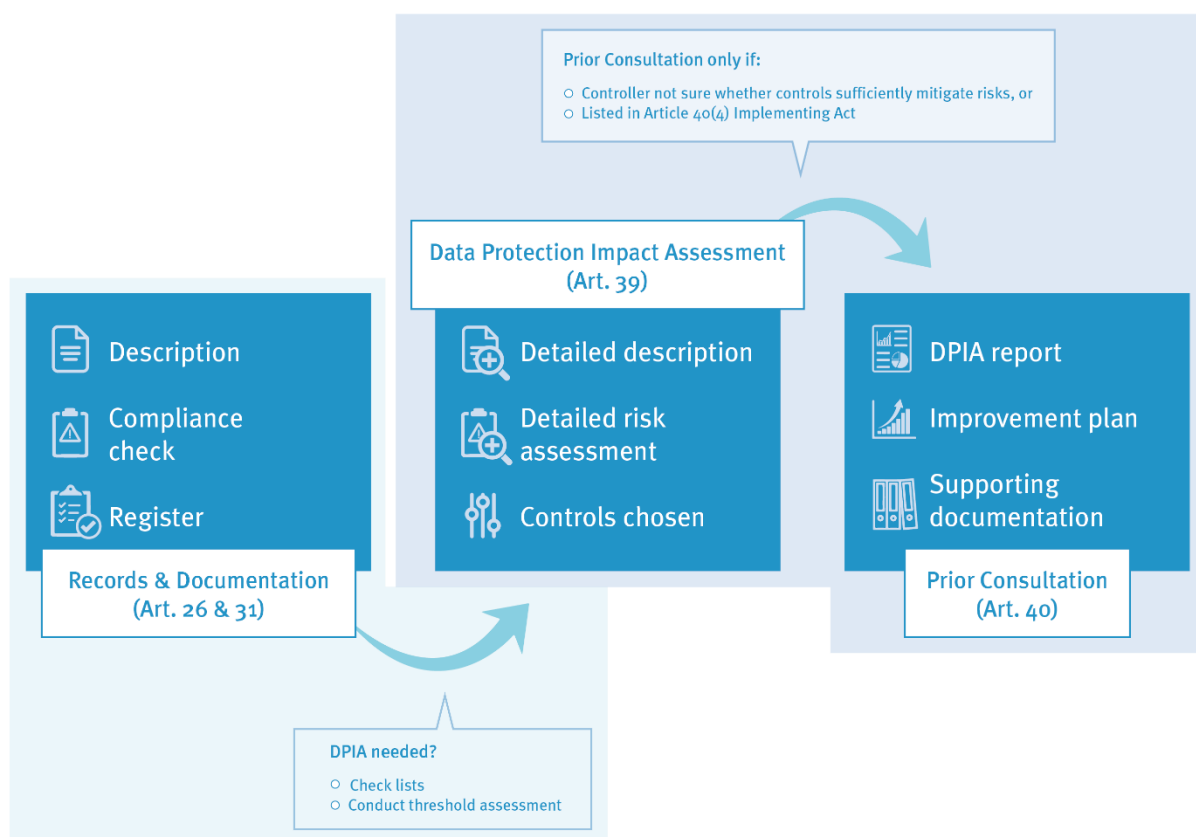 Prior Consultation only if:
Controller not sure whether controls sufficiently mitigate risks, or
Listed in Article 40(4) Implementing Act
Data Protection Impact Assessment
(Art. 39)
Description
Compliance
check
Register
Records & Documentation
(Art. 26 & 31)
Detailed description
Detailed risk
assessment
Controls chosen
DPIA report
Improvement plan
Supporting
documentation
Prior Consultation
(Art. 40)
DPIA needed?
Check lists
Conduct threshold assessment